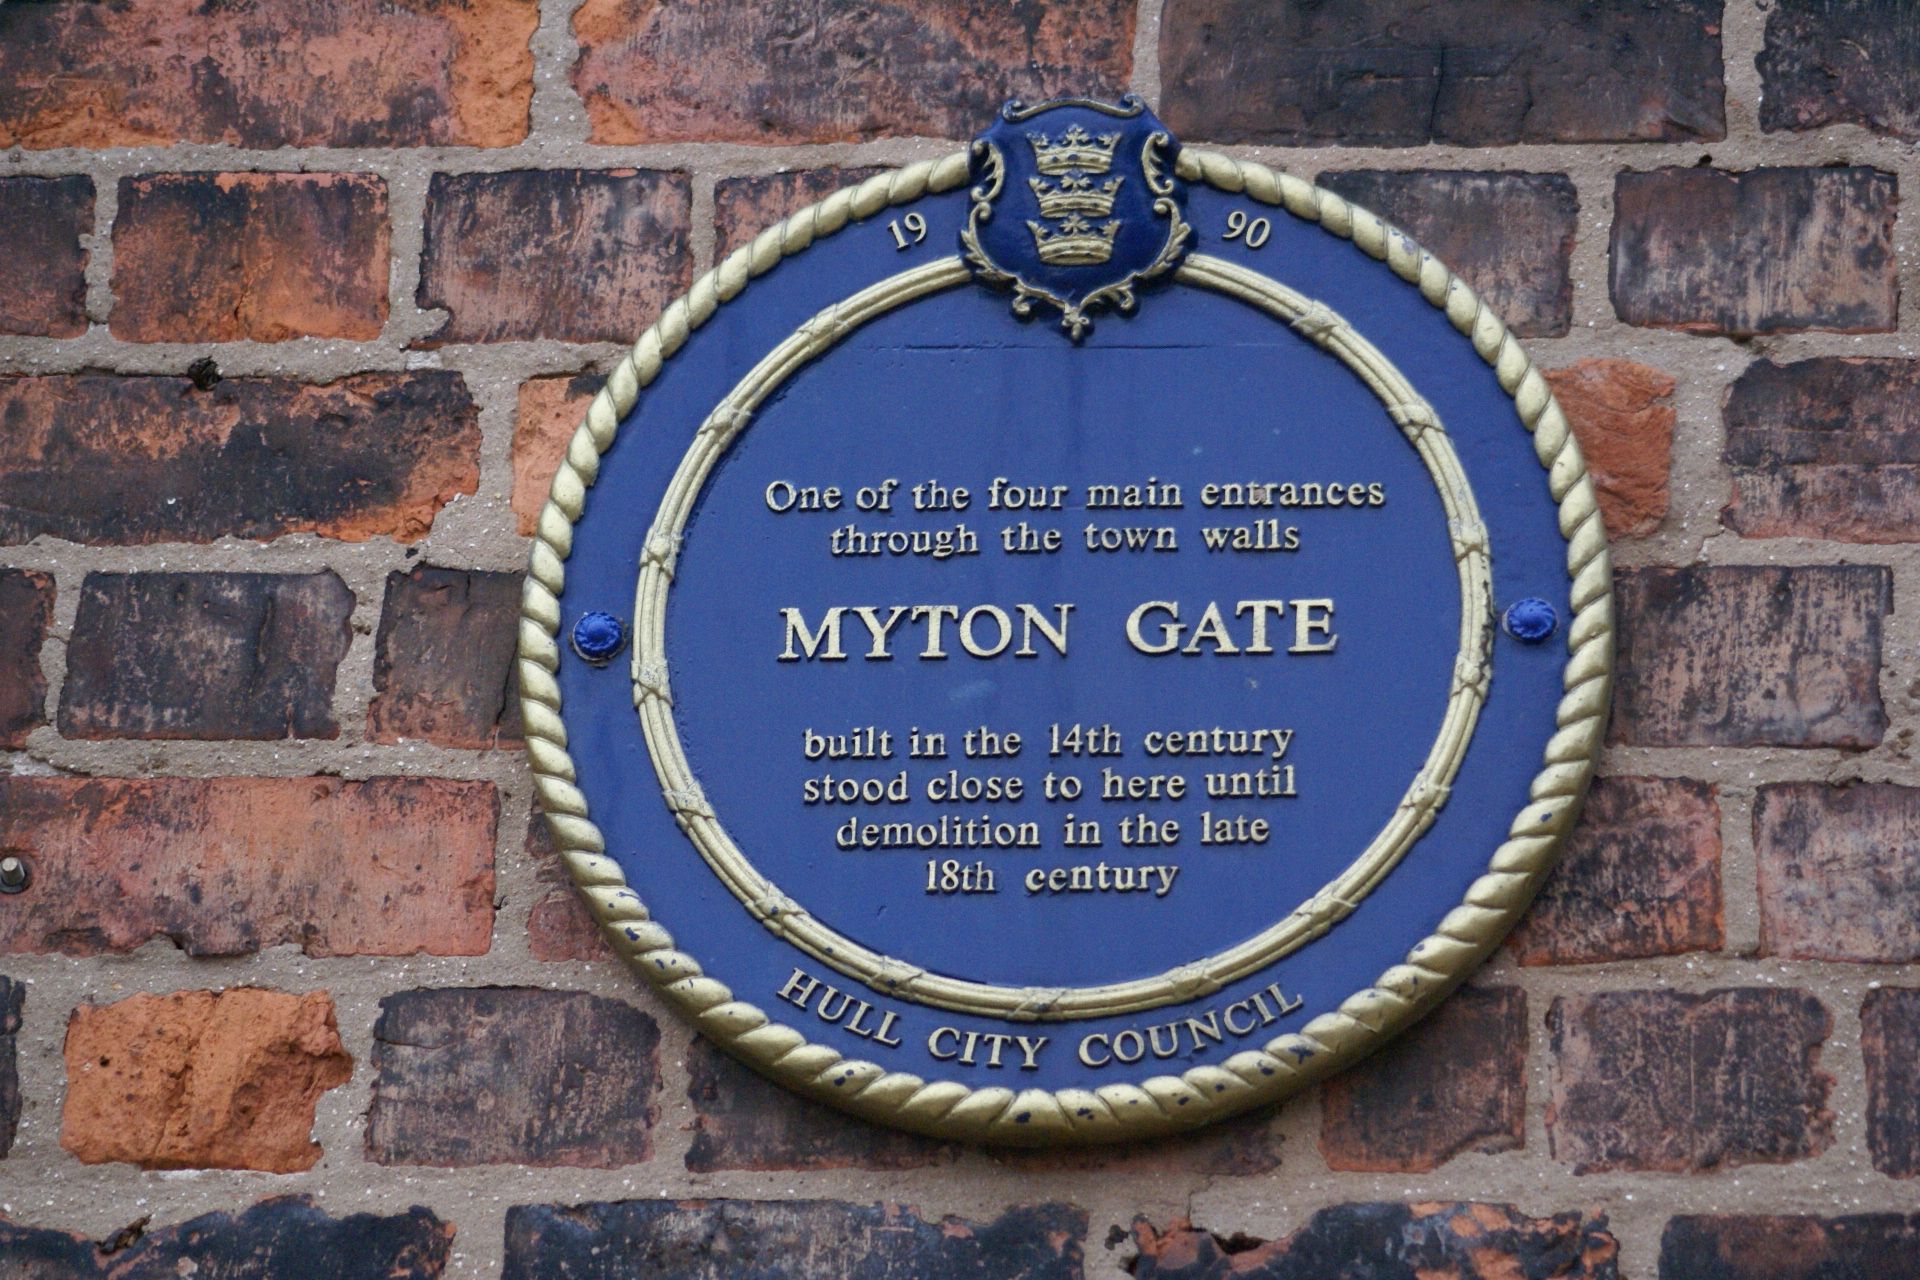 19 90
One of the four main entrances
through the town walls
MYTON GATE
built in the 14th century
stood close to here until
demolition in the late
18th century
HULL CITY COUNCIL